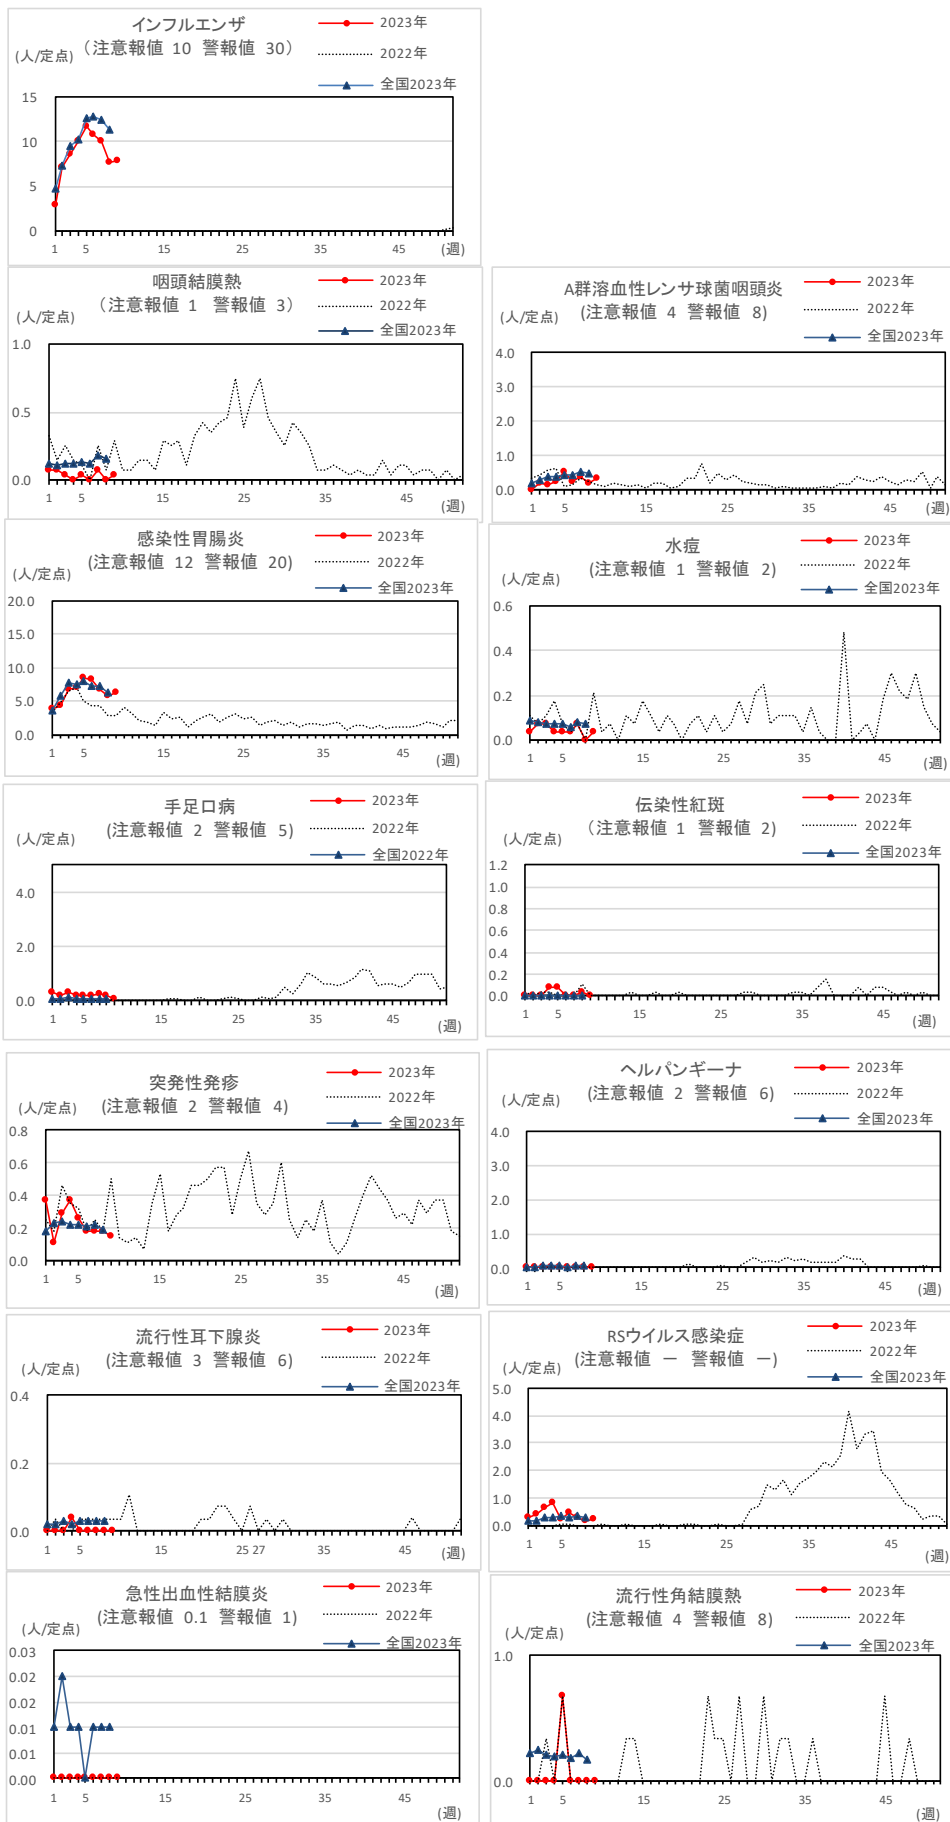 インフルエンザ
（注意報値 10 警報値 30）
(人/定点)
2023年
2022年
全国2023年
15
10
5
0
1 5 15 25 35 45 (週)
咽頭結膜熱
（注意報値 1 警報値 3）
(人/定点)
2023年
2022年
全国2023年
1.0
0.5
0.0
1 5 15 25 35 45 (週)
A群溶血性レンサ球菌咽頭炎
(注意報値 4 警報値 8)
(人/定点)
2023年
2022年
全国2023年
4.0
3.0
2.0
1.0
0.0
1 5 15 25 35 45 (週)
感染性胃腸炎
(注意報値 12 警報値 20)
(人/定点)
2023年
2022年
全国2023年
20.0
15.0
10.0
5.0
0.0
1 5 15 25 35 45 (週)
水痘
(注意報値 1 警報値 2)
(人/定点)
2023年
2022年
全国2023年
0.6
0.4
0.2
0.0
1 5 15 25 35 45 (週)
手足口病
(注意報値 2 警報値 5)
(人/定点)
2023年
2022年
全国2022年
4.0
2.0
0.0
1 5 15 25 35 45 (週)
伝染性紅斑
（注意報値 1 警報値 2）
(人/定点)
2023年
2022年
全国2023年
1.2
1.0
0.8
0.6
0.4
0.2
0.0
1 5 15 25 35 45 (週)
突発性発疹
(注意報値 2 警報値 4)
(人/定点)
2023年
2022年
全国2023年
0.8
0.6
0.4
0.2
0.0
1 5 15 25 35 45 (週)
ヘルパンギーナ
(注意報値 2 警報値 6)
(人/定点)
2023年
2022年
全国2023年
4.0
3.0
2.0
1.0
0.0
1 5 15 25 35 45 (週)
流行性耳下腺炎
(注意報値 3 警報値 6)
(人/定点)
2023年
2022年
全国2023年
0.4
0.2
0.0
1 5 15 25 27 35 45 (週)
RSウイルス感染症
(注意報値 － 警報値 －)
(人/定点)
2023年
2022年
全国2023年
5.0
4.0
3.0
2.0
1.0
0.0
1 5 15 25 35 45 (週)
急性出血性結膜炎
(注意報値 0.1 警報値 1)
(人/定点)
2023年
2022年
全国2023年
0.03
0.02
0.02
0.01
0.01
0.00
1 5 15 25 35 45
(週)
流行性角結膜熱
(注意報値 4 警報値 8)
(人/定点)
2023年
2022年
全国2023年
1.0
0.0
1 5 15 25 35 45
(週)